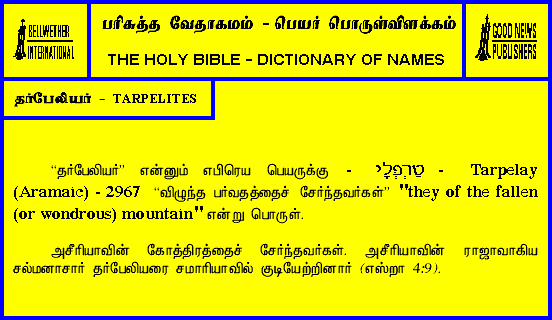 BELLWETHER
INTERNATIONAL
பரிசுத்த வேதாகமம் - பெயர் பொருள்விளக்கம்
THE HOLY BIBLE - DICTIONARY OF NAMES
GOOD NEWS
PUBLISHERS
தர்பேலியர் - TARPELITES
“தர்பேலியர்” என்னும் எபிரெய பெயருக்கு - טַרְפְּלָי - Tarpelay
(Aramaic) - 2967 “விழுந்த பர்வதத்தைச் சேர்ந்தவர்கள்” "they of the fallen
(or wondrous) mountain" என்று பொருள்.
அசீரியாவின் கோத்திரத்தைச் சேர்ந்தவர்கள். அசீரியாவின் ராஜாவாகிய
சல்மனாசார் தர்பேலியரை சமாரியாவில் குடியேற்றினார் (எஸ்றா 4:9).